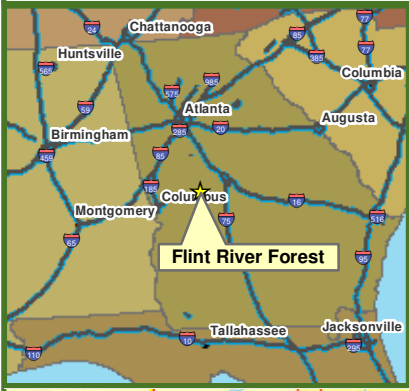 24
77
Chattanooga
85
Huntsville
77
385
565
Columbia
985
575
59
Atlanta
Augusta
285
20
Birmingham
459
85
185
Columbus
16
Montgomery
75
516
65
95
Flint River Forest
Tallahassee
Jacksonville
10
295
110